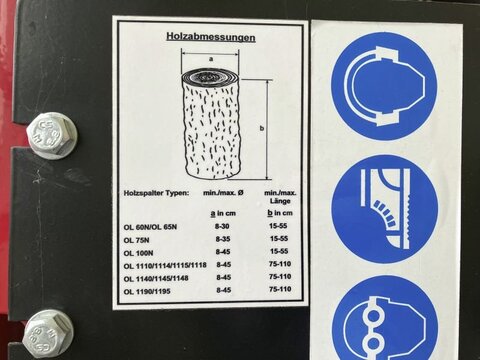 Holzabmessungen
a
b
Holzspalter Typen: min./max. Ø min./max. Länge
a in cm b in cm
OL 60N/OL 65N 8-30 15-55
OL 75N 8-35 15-55
OL 100N 8-45 15-55
OL 1110/1114/1115/1118 8-45 75-110
OL 1140/1145/1148 8-45 75-110
OL 1190/1195 8-45 75-110